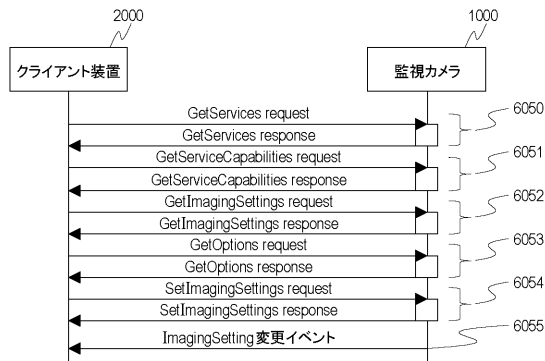 2000
1000
クライアント装置
監視カメラ
GetServices request
6050
GetServices response
GetServiceCapabilities request
6051
GetServiceCapabilities response
GetImagingSettings request
6052
GetImagingSettings response
GetOptions request
6053
GetOptions response
SetImagingSettings request
6054
SetImagingSettings response
6055
ImagingSetting変更イベント